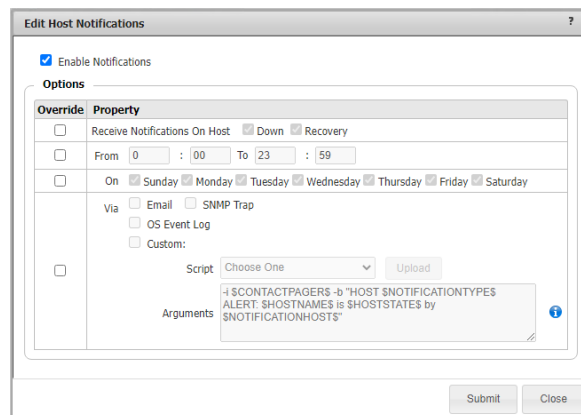 Edit Host Notifications ?
Enable Notifications
Options
Override Property
Receive Notifications On Host Down Recovery
From 0 : 00 To 23 : 59
On Sunday Monday Tuesday Wednesday Thursday Friday Saturday
Via Email SNMP Trap
OS Event Log
Custom:
Script Choose One Upload
-i $CONTACTPAGER$ -b "HOST $NOTIFICATIONTYPE$
ALERT: $HOSTNAME$ is $HOSTSTATE$ by
Arguments $NOTIFICATIONHOST$"
Submit Close